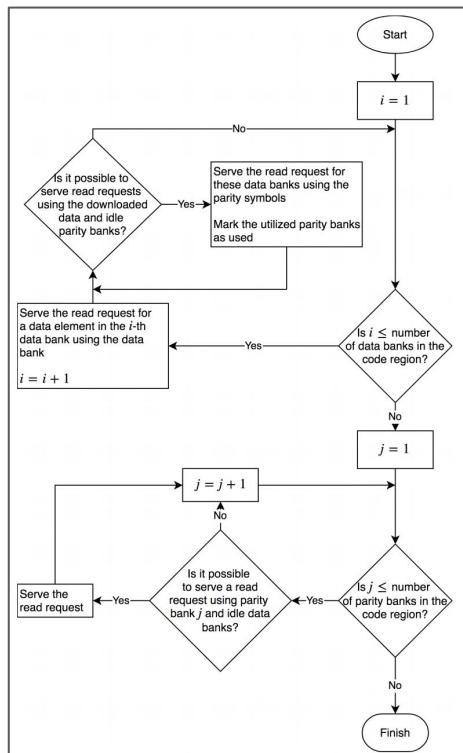 Start
i = 1
No
Is it possible to
serve read requests
using the downloaded
data and idle
parity banks?
Yes
Serve the read request for
these data banks using the
parity symbols
Mark the utilized parity banks
as used
Serve the read request for
a data element in the i-th
data bank using the data
bank
i = i + 1
Yes
Is i ≤ number
of data banks in the
code region?
No
j = 1
j = j + 1
No
Is it possible
to serve a read
request using parity
bank j and idle data
banks?
Yes
Serve the
read request
Yes
Is j ≤ number
of parity banks in the
code region?
No
Finish